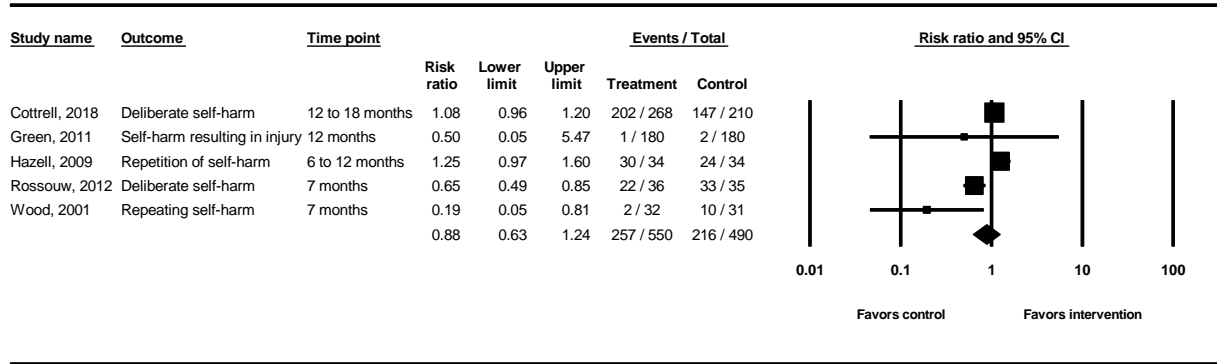 Study name Outcome Time point Events / Total Risk ratio and 95% CI
Risk ratio Lower limit Upper limit Treatment Control
Cottrell, 2018 Deliberate self-harm 12 to 18 months 1.08 0.96 1.20 202 / 268 147 / 210
Green, 2011 Self-harm resulting in injury 12 months 0.50 0.05 5.47 1 / 180 2 / 180
Hazell, 2009 Repetition of self-harm 6 to 12 months 1.25 0.97 1.60 30 / 34 24 / 34
Rossouw, 2012 Deliberate self-harm 7 months 0.65 0.49 0.85 22 / 36 33 / 35
Wood, 2001 Repeating self-harm 7 months 0.19 0.05 0.81 2 / 32 10 / 31
0.88 0.63 1.24 257 / 550 216 / 490
0.01 0.1 1 10 100
Favors control Favors intervention